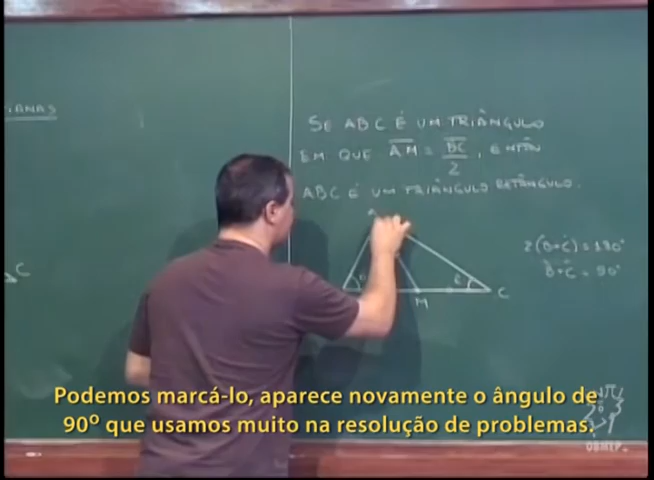 IANAS
SE ABC É UM TRIÂNGULO
EM QUE AM = BC/2, ENTÃO
ABC É UM TRIÂNGULO RETÂNGULO.
A
C
M
C
2(B+C) = 180°
B+C = 90°
Podemos marcá-lo, aparece novamente o ângulo de
90º que usamos muito na resolução de problemas.
OBMEP